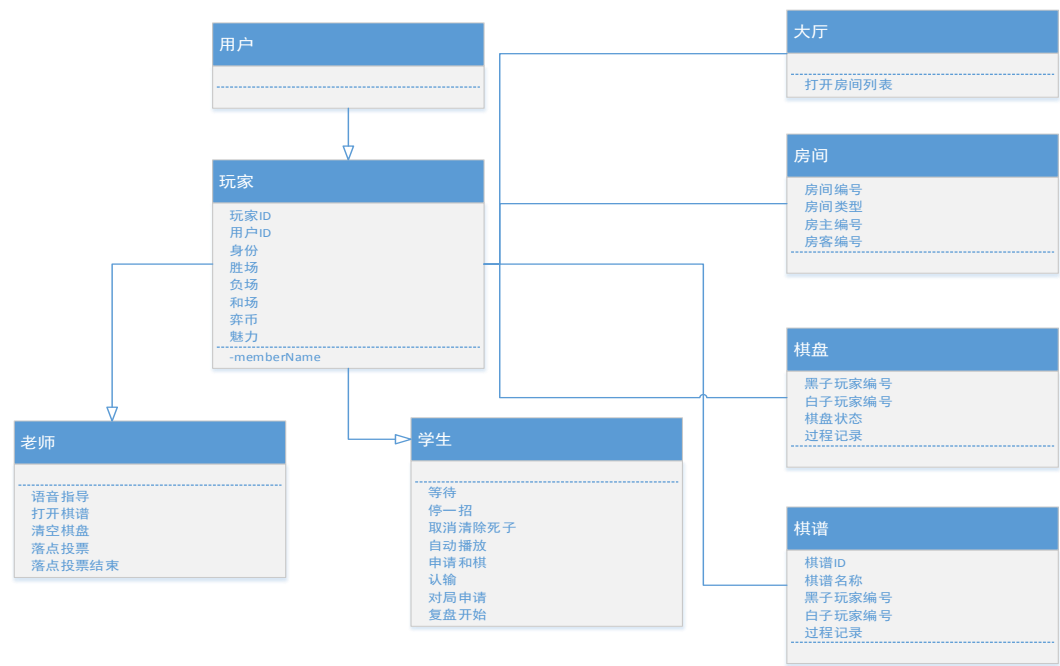 用户
玩家
玩家ID
用户ID
身份
胜场
负场
和场
弈币
魅力
-memberName
老师
语音指导
打开棋谱
清空棋盘
落点投票
落点投票结束
学生
等待
停一招
取消清除死子
自动播放
申请和棋
认输
对局申请
复盘开始
大厅
打开房间列表
房间
房间编号
房间类型
房主编号
房客编号
棋盘
黑子玩家编号
白子玩家编号
棋盘状态
过程记录
棋谱
棋谱ID
棋谱名称
黑子玩家编号
白子玩家编号
过程记录